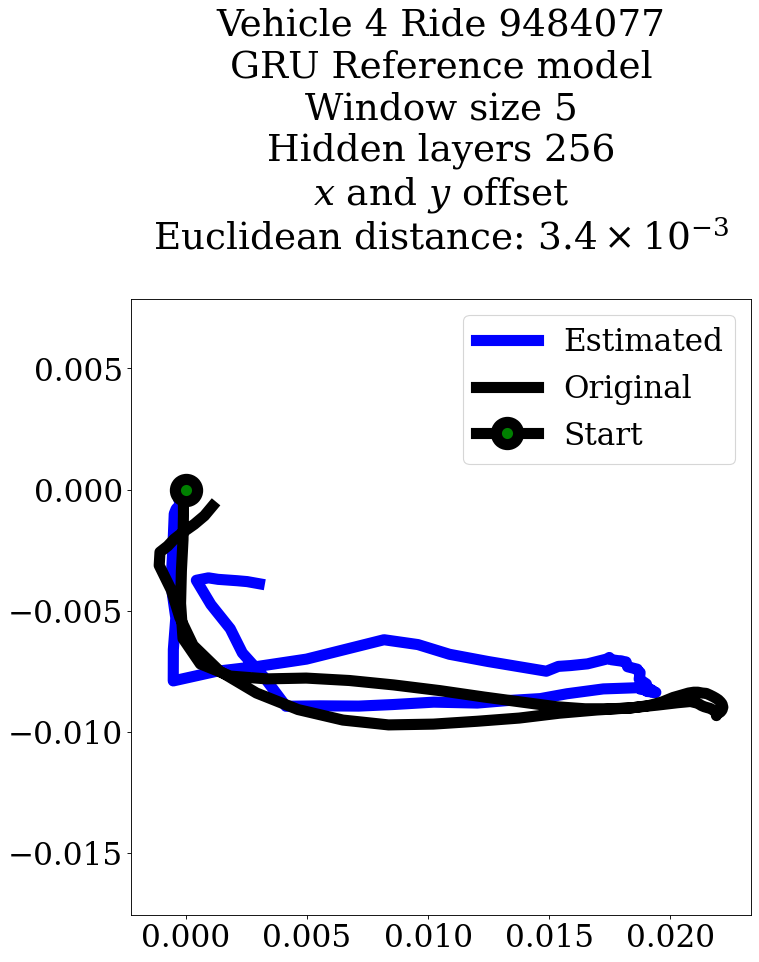 Vehicle 4 Ride 9484077
GRU Reference model
Window size 5
Hidden layers 256
x and y offset
Euclidean distance: 3.4 × 10⁻³
Estimated
Original
Start
0.005
0.000
−0.005
−0.010
−0.015
0.000 0.005 0.010 0.015 0.020